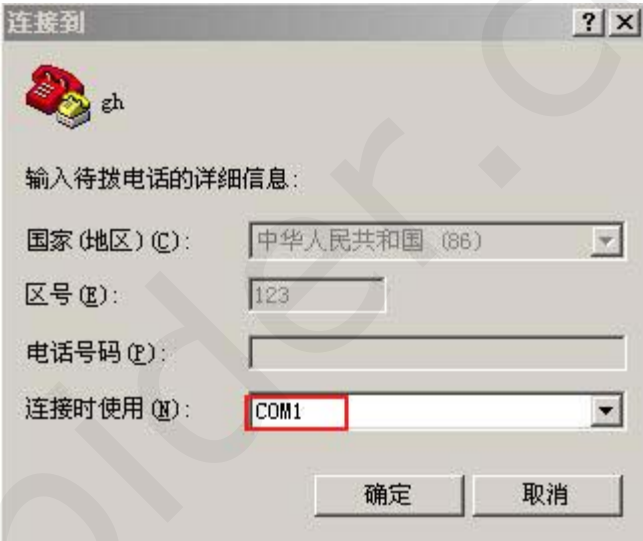 连接到
gh
输入待拨电话的详细信息:
国家(地区)(C): 中华人民共和国 (86)
区号(E): 123
电话号码(P):
连接时使用(N): COM1
确定 取消